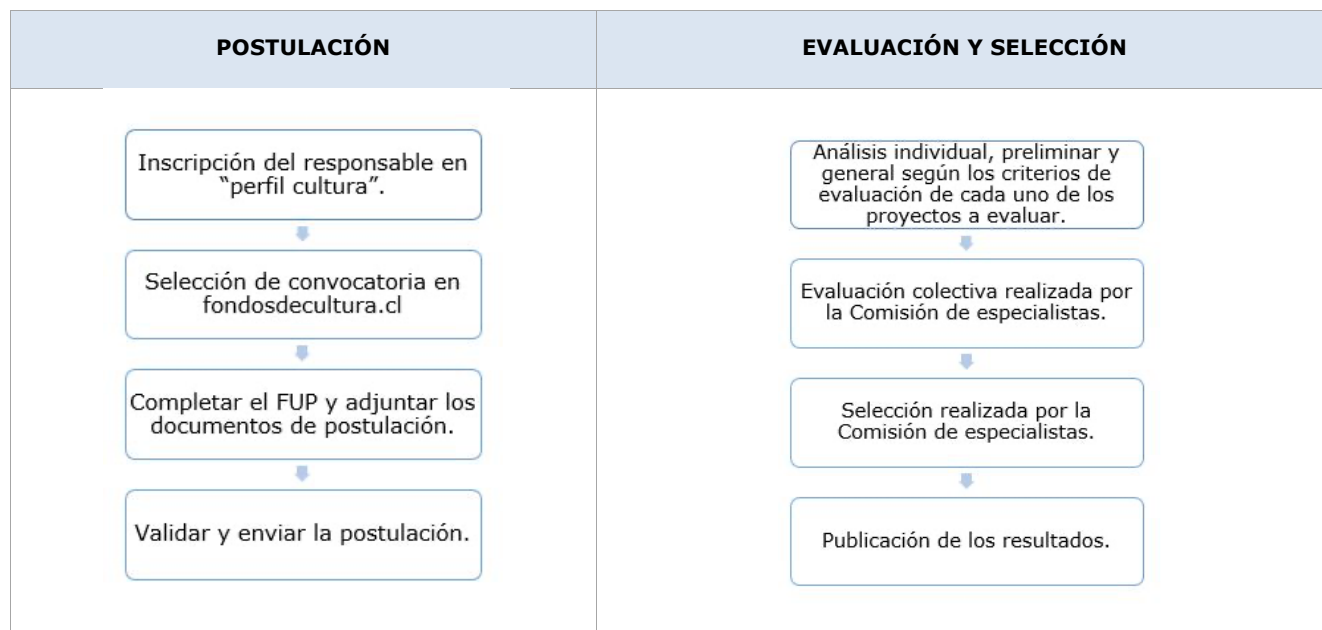 POSTULACIÓN
Inscripción del responsable en
“perfil cultura”.
Selección de convocatoria en
fondosdecultura.cl
Completar el FUP y adjuntar los
documentos de postulación.
Validar y enviar la postulación.
EVALUACIÓN Y SELECCIÓN
Análisis individual, preliminar y
general según los criterios de
evaluación de cada uno de los
proyectos a evaluar.
Evaluación colectiva realizada por
la Comisión de especialistas.
Selección realizada por la
Comisión de especialistas.
Publicación de los resultados.